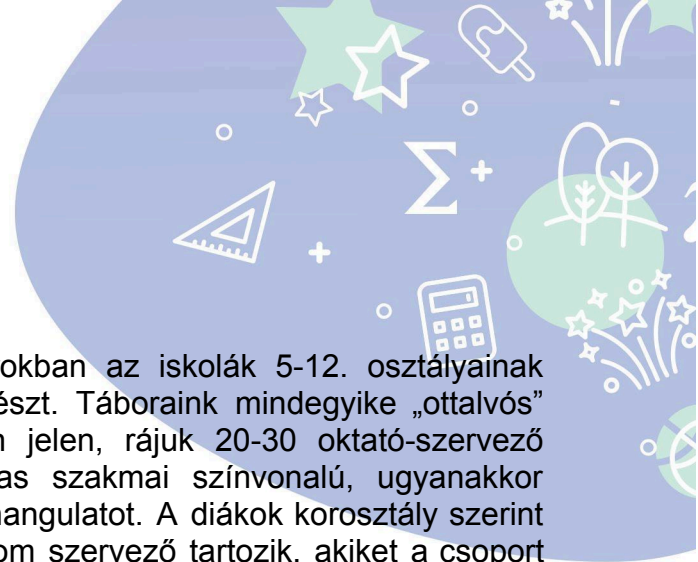 okban az iskolák 5-12. osztályainak
észt. Táboraink mindegyike „ottalvós”
jelen, rájuk 20-30 oktató-szervező
as szakmai színvonalú, ugyanakkor
hangulatot. A diákok korosztály szerint
om szervező tartozik, akiket a csoport
Σ